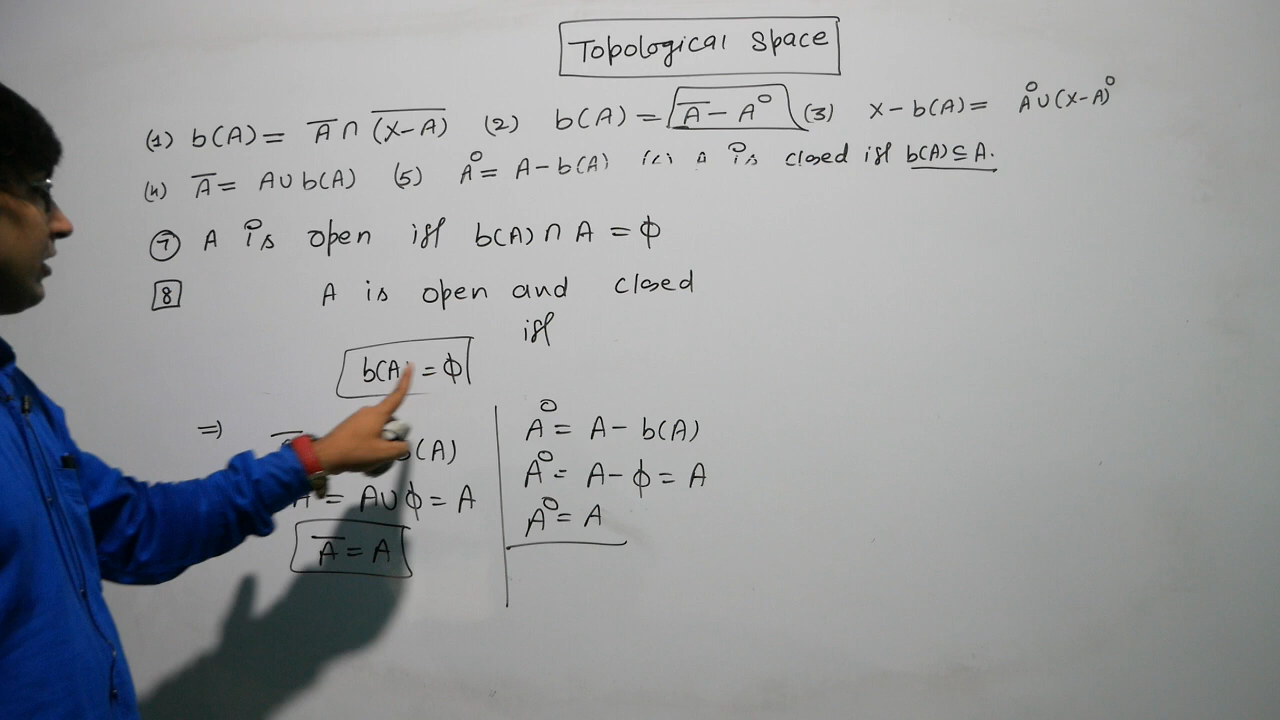 Topological Space
(1) b(A) = A̅ ∩ \overline{(X-A)} (2) b(A) = A̅ - A° (3) X - b(A) = A° ∪ (X-A)°
(4) A̅ = A ∪ b(A) (5) A° = A - b(A) A is closed iff b(A) ⊆ A.
⑦ A is open iff b(A) ∩ A = ϕ
8 A is open and closed
iff
b(A) = ϕ
⇒ (A)
A° = A - b(A)
= A ∪ ϕ = A
A° = A - ϕ = A
A̅ = A
A° = A